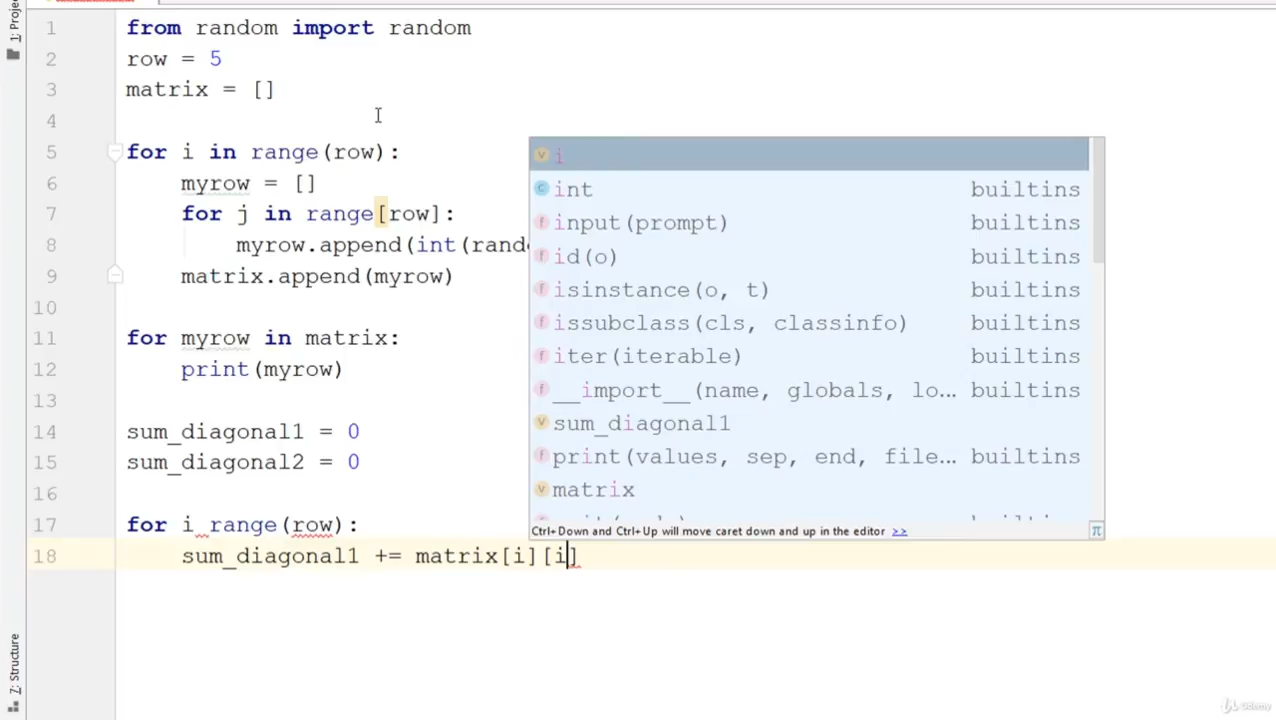 1: Proje
1 from random import random
2 row = 5
3 matrix = []
4
5 for i in range(row):
6 myrow = []
7 for j in range[row]:
8 myrow.append(int(rand
9 matrix.append(myrow)
10
11 for myrow in matrix:
12 print(myrow)
13
14 sum_diagonal1 = 0
15 sum_diagonal2 = 0
16
17 for i range(row):
18 sum_diagonal1 += matrix[i][i]
i
int builtins
input(prompt) builtins
id(o) builtins
isinstance(o, t) builtins
issubclass(cls, classinfo) builtins
iter(iterable) builtins
__import__(name, globals, lo… builtins
sum_diagonal1
print(values, sep, end, file… builtins
matrix
Ctrl+Down and Ctrl+Up will move caret down and up in the editor >>
π
7: Structure
Udemy